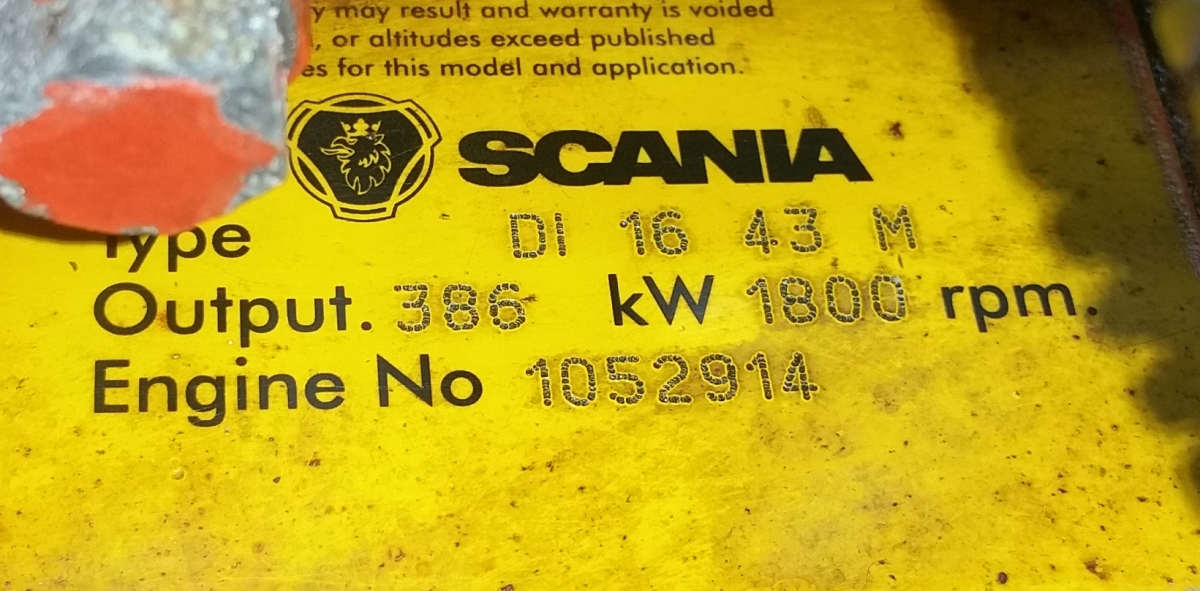 y may result and warranty is voided
, or altitudes exceed published
es for this model and application.
SCANIA
Type DI 16 43 M
Output. 386 kW 1800 rpm.
Engine No 1052914